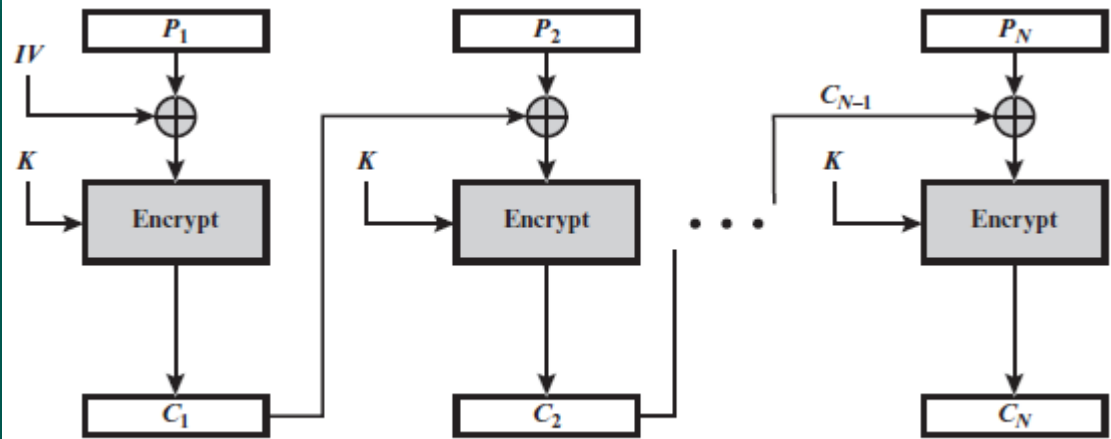 P1 P2 PN
IV
CN–1
K K K
Encrypt Encrypt Encrypt
• • •
C1 C2 CN